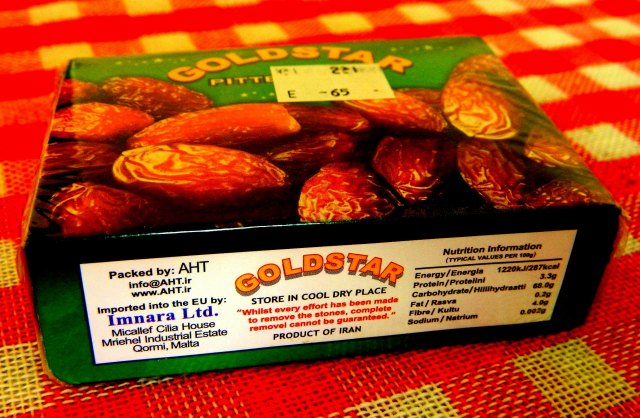 GOLDSTAR
PITTE
E -65
Packed by: AHT
info@AHT.ir
www.AHT.ir
Imported into the EU by:
Imnara Ltd.
Micallef Cilia House
Mriehel Industrial Estate
Qormi, Malta
GOLDSTAR
STORE IN COOL DRY PLACE
"Whilst every effort has been made
to remove the stones, complete
removel cannot be guaranteed."
PRODUCT OF IRAN
Nutrition Information
(TYPICAL VALUES PER 100g)
Energy/Energia 1220kJ/287kcal
Protein/Proteiini 3.3g
Carbohydrate/Hiilihydraatti 68.0g
Fat/Rasva 0.2g
Fibre/Kuitu 4.0g
Sodium/Natrium 0.002g